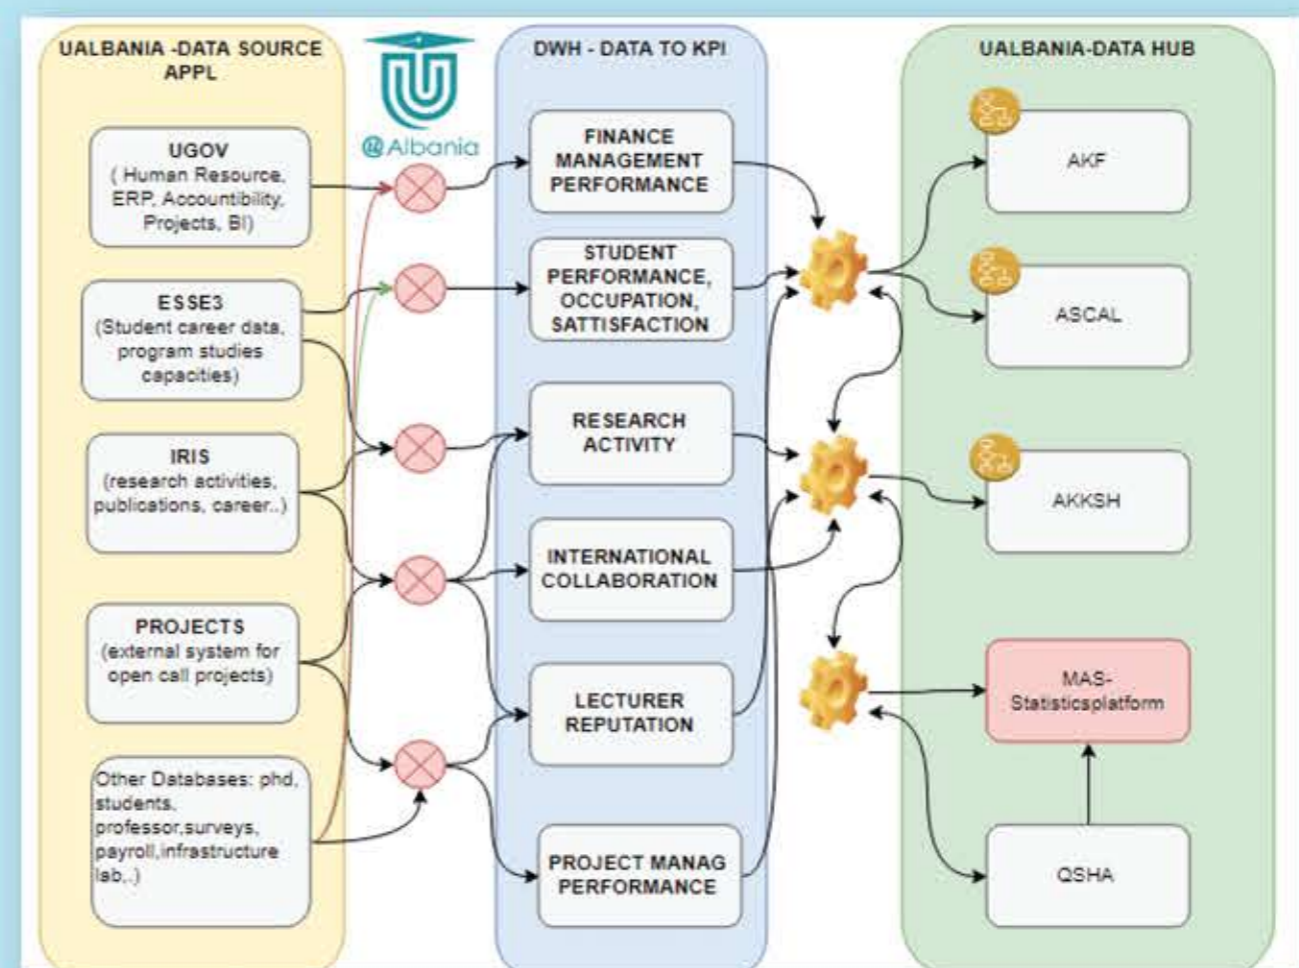 UALBANIA -DATA SOURCE
APPL
UGOV
( Human Resource,
ERP, Accountibility,
Projects, BI)
ESSE3
(Student career data,
program studies
capacities)
IRIS
(research activities,
publications, career..)
PROJECTS
(external system for
open call projects)
Other Databases: phd,
students,
professor,surveys,
payroll,infrastructure
lab,.)
@Albania
DWH - DATA TO KPI
FINANCE
MANAGEMENT
PERFORMANCE
STUDENT
PERFORMANCE,
OCCUPATION,
SATTISFACTION
RESEARCH
ACTIVITY
INTERNATIONAL
COLLABORATION
LECTURER
REPUTATION
PROJECT MANAG
PERFORMANCE
UALBANIA-DATA HUB
AKF
ASCAL
AKKSH
MAS-
Statisticsplatform
QSHA